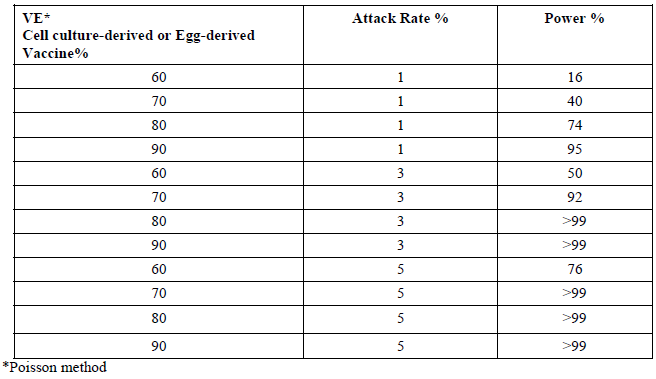 VE* Attack Rate % Power %
Cell culture-derived or Egg-derived
Vaccine%
60 1 16
70 1 40
80 1 74
90 1 95
60 3 50
70 3 92
80 3 >99
90 3 >99
60 5 76
70 5 >99
80 5 >99
90 5 >99
*Poisson method